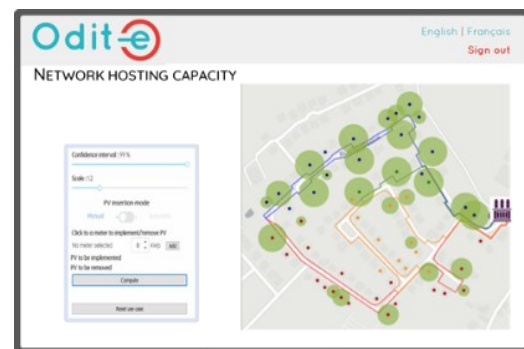 Odit-e
English | Français
Sign out
NETWORK HOSTING CAPACITY
Confidence interval :99%
Scale :12
PV insertion mode
Manual
Click to a meter to implement/remove PV
No meter selected 8 kWc Add
PV to be implemented
PV to be removed
Compute
Reset use case